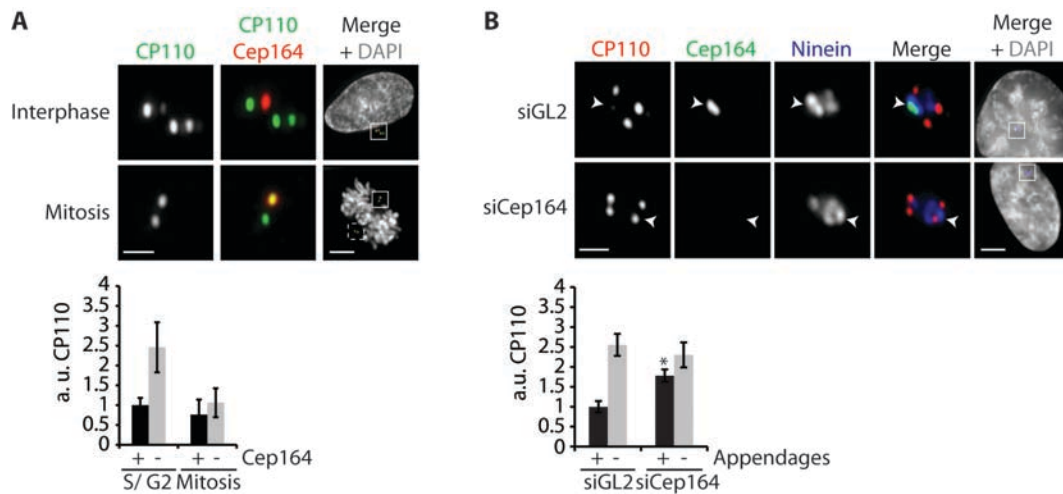 A
CP110
CP110
Cep164
Merge
+ DAPI
Interphase
Mitosis
a. u. CP110
4
3.5
3
2.5
2
1.5
1
0.5
0
+ - + - Cep164
S/ G2 Mitosis
B
CP110
Cep164
Ninein
Merge
Merge
+ DAPI
siGL2
siCep164
a.u. CP110
4
3.5
3
2.5
2
1.5
1
0.5
0
*
+ - + - Appendages
siGL2 siCep164